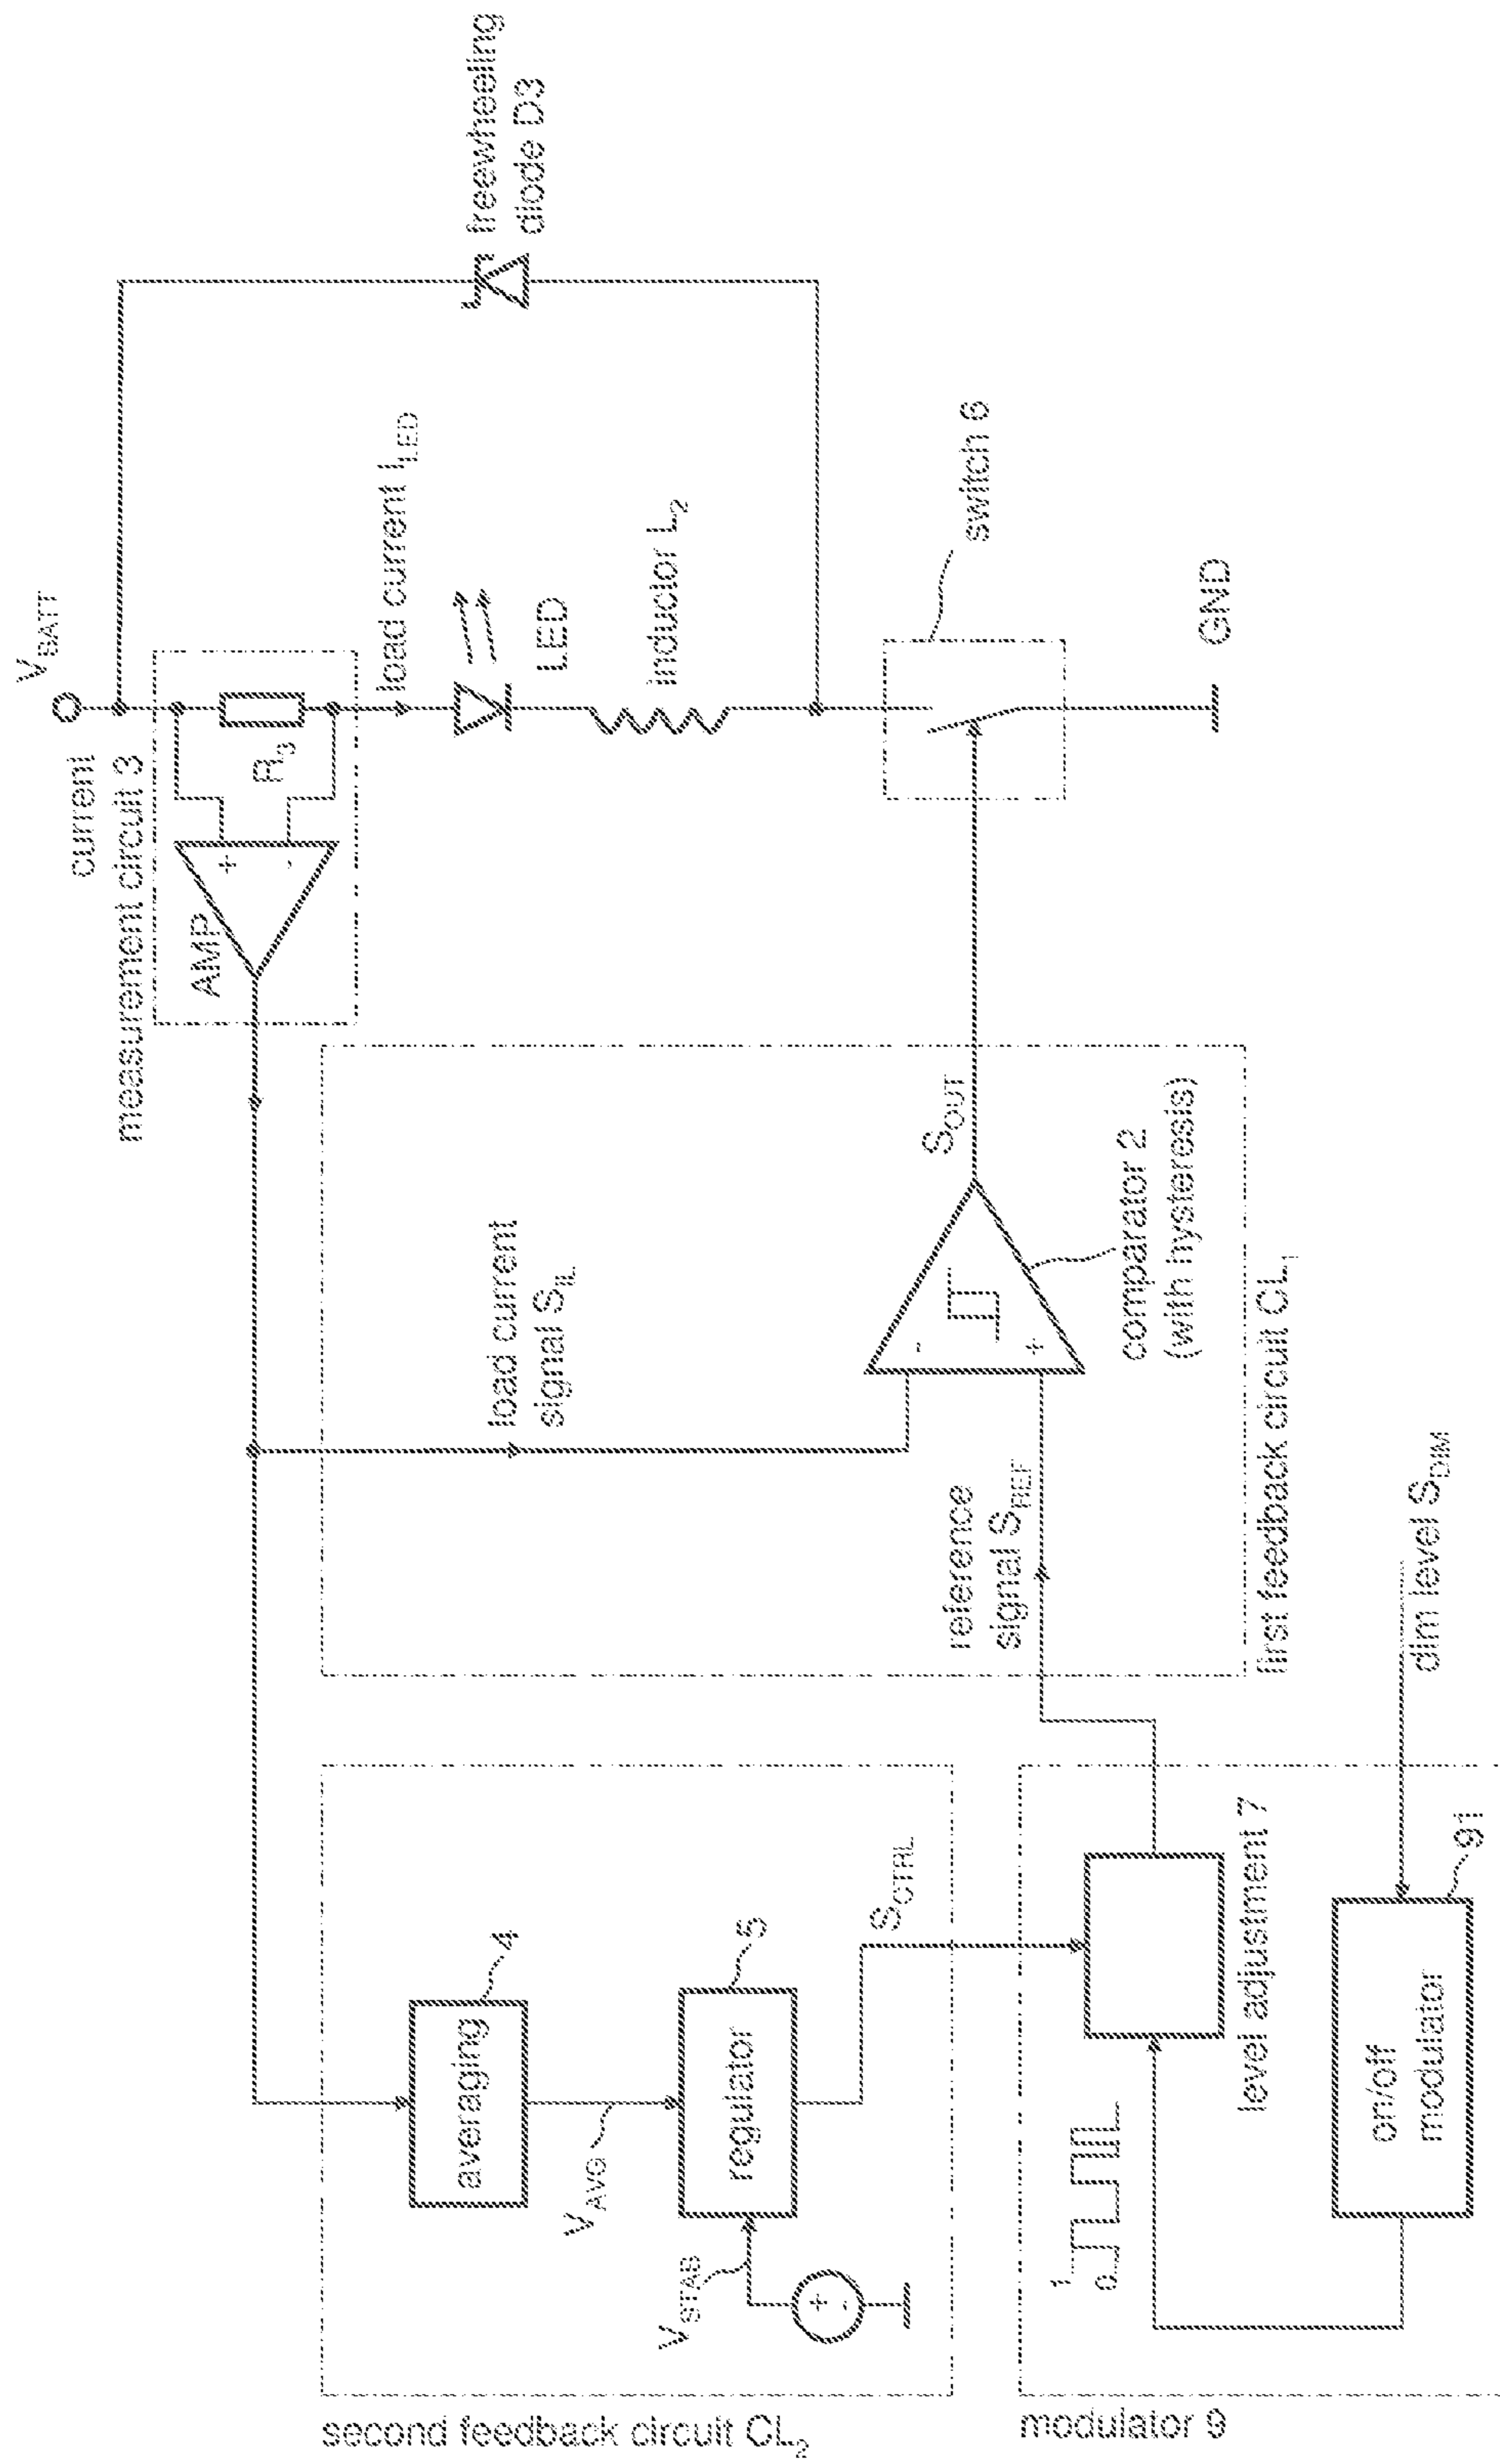 V_BATT
current
measurement circuit 3
R_3
AMP
+
-
load current I_LED
LED
inductor L_2
freewheeling
diode D3
switch 6
GND
load current
signal S_IL
S_OUT
-
+
comparator 2
(with hysteresis)
reference
signal S_REF
first feedback circuit CL_1
averaging
4
V_AVG
regulator
5
V_STAB
+
-
S_CTRL
second feedback circuit CL_2
1
0
level adjustment 7
on/off
modulator
91
dim level S_DIM
modulator 9